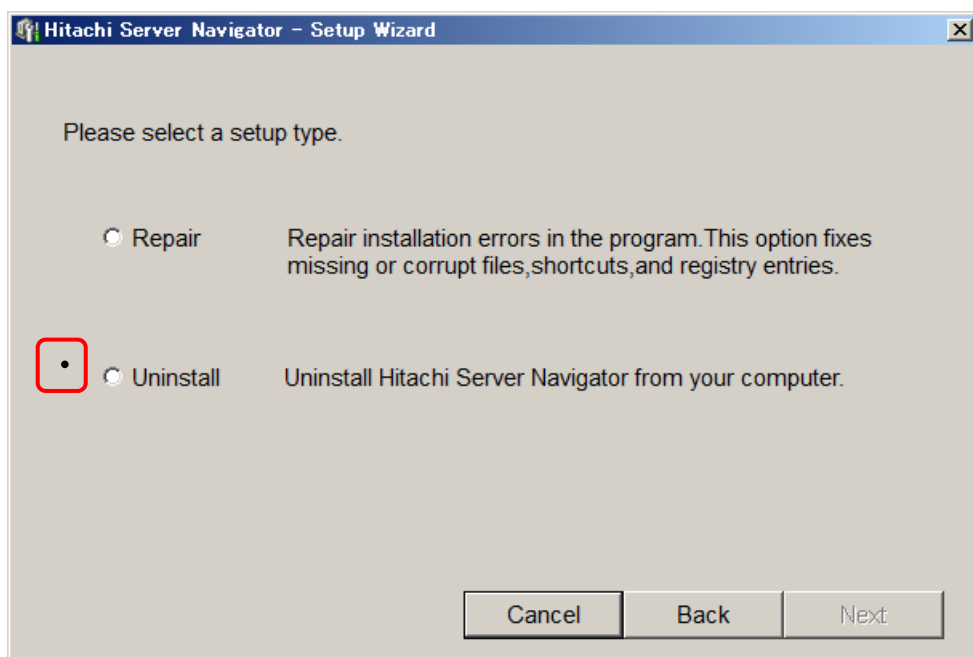 Hitachi Server Navigator - Setup Wizard
Please select a setup type.
Repair
Repair installation errors in the program.This option fixes
missing or corrupt files,shortcuts,and registry entries.
Uninstall
Uninstall Hitachi Server Navigator from your computer.
Cancel
Back
Next